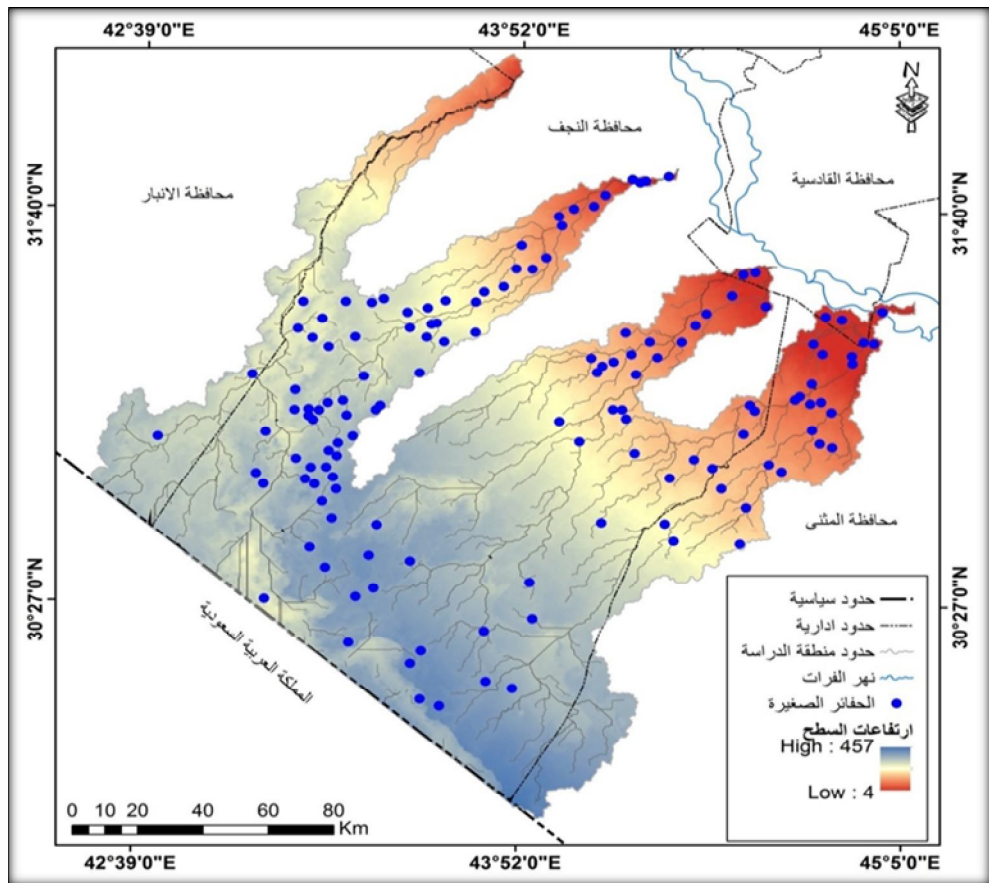 42°39'0"E
43°52'0"E
45°5'0"E
N
محافظة النجف
محافظة القادسية
محافظة الانبار
31°40'0"N
31°40'0"N
محافظة المثنى
30°27'0"N
30°27'0"N
المملكة العربية السعودية
حدود سياسية
حدود ادارية
حدود منطقة الدراسة
نهر الفرات
الحفائر الصغيرة
ارتفاعات السطح
High : 457
Low : 4
0 10 20 40 60 80
Km
42°39'0"E
43°52'0"E
45°5'0"E